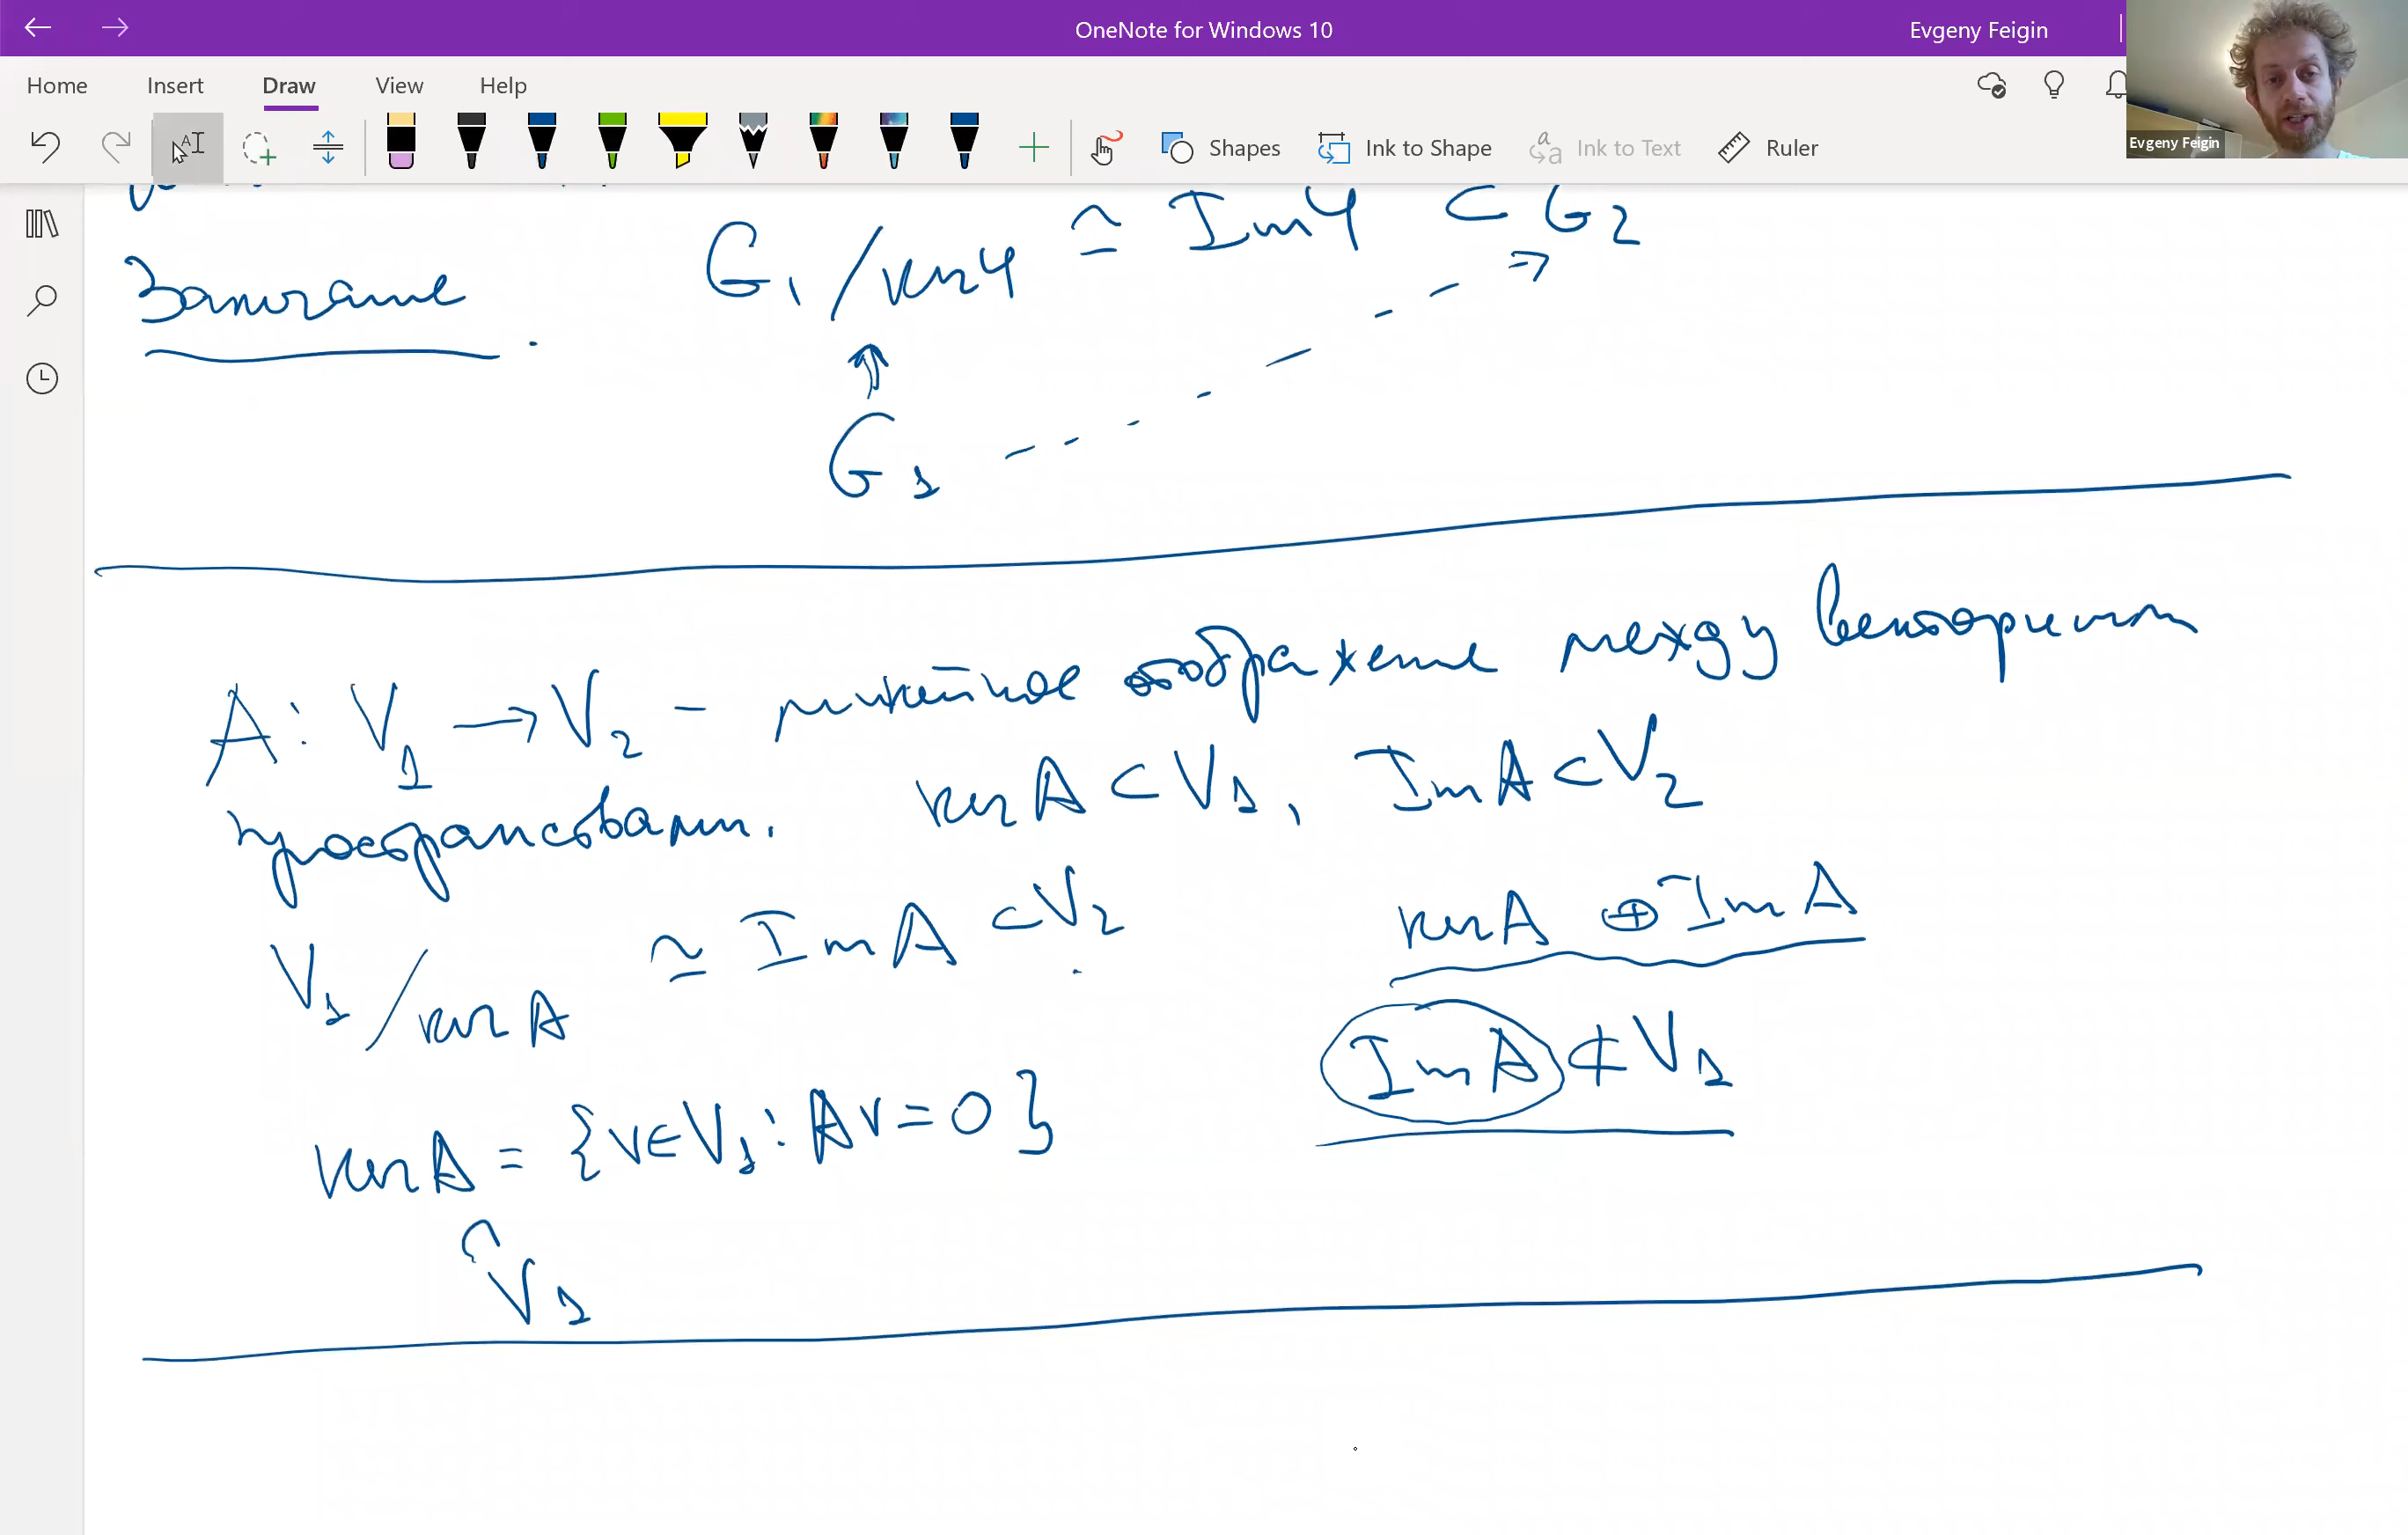 OneNote for Windows 10
Evgeny Feigin
Home Insert Draw View Help
Shapes Ink to Shape Ink to Text Ruler
Evgeny Feigin
G₁/ker φ ≅ Im φ ⊂ G₂
Замечание.
↑
G₁
A: V₁ → V₂ - линейное отображение между векторными
пространствами. ker A ⊂ V₁, Im A ⊂ V₂
V₁/ker A ≅ Im A ⊂ V₂
ker A ⊕ Im A
Im A ⊄ V₁
ker A = {v ∈ V₁: Av = 0}
∩
V₁